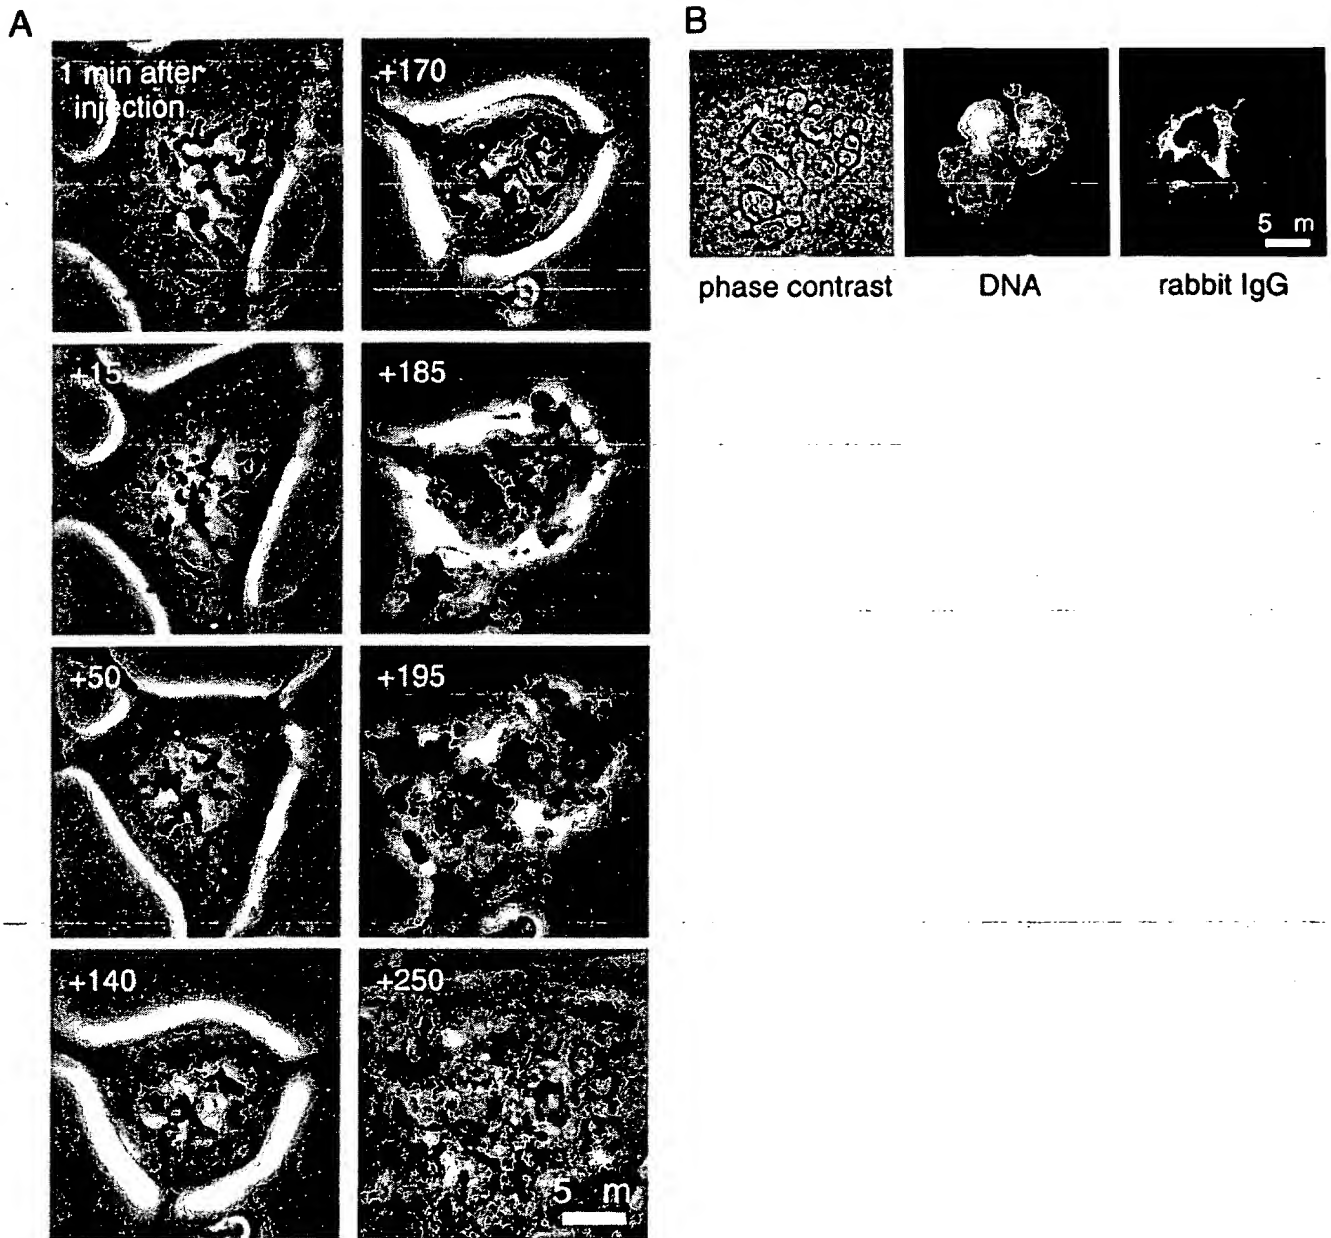 A
1 min after
injection
+170
+15
+185
+50
+195
+140
+250
5 m
B
5 m
phase contrast
DNA
rabbit IgG